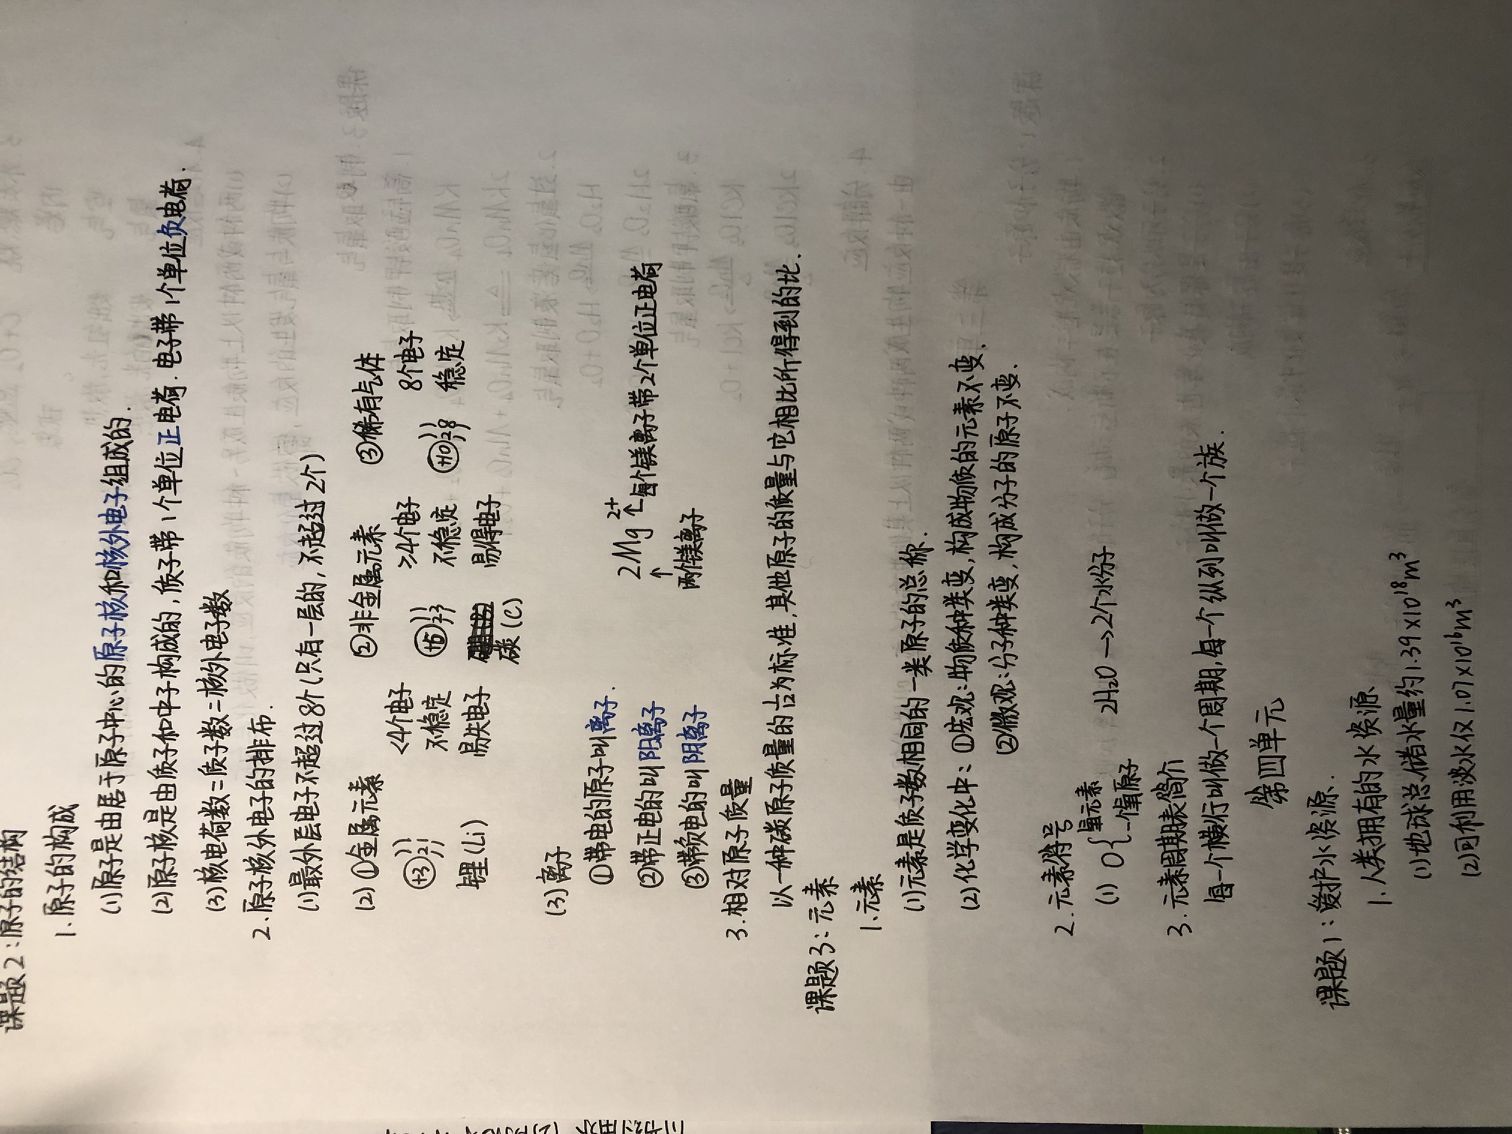 课题2:原子的结构
1.原子的构成
(1)原子是由居于原子中心的原子核和核外电子组成的.
(2)原子核是由质子和中子构成的,质子带1个单位正电荷.电子带1个单位负电荷.
(3)核电荷数=质子数=核外电子数
2.原子核外电子的排布.
(1)最外层电子不超过8个(只有一层的,不超过2个)
(2)①金属元素 ②非金属元素 ③稀有气体
+3 2 1 <4个电子 +6 ≥4个电子 +10 2 8 8个电子
不稳定 不稳定 稳定
锂(Li) 易失电子 易得电子
碳(C)
(3)离子
①带电的原子叫离子.
②带正电的叫阳离子
③带负电的叫阴离子
2Mg2+ 每个镁离子带2个单位正电荷
两个镁离子
3.相对原子质量
以一种碳原子质量的 为标准,其他原子的质量与它相比所得到的比.
课题3:元素
1.元素
(1)元素是质子数相同的一类原子的总称.
(2)化学变化中:①宏观:物质种类变,构成物质的元素不变.
②微观:分子种类变,构成分子的原子不变.
2.元素符号
(1) O{氧元素 2H₂O→2个水分子
一个氧原子
3.元素周期表简介
每一个横行叫做一个周期,每一个纵列叫做一个族.
第四单元
课题1:爱护水资源.
1.人类拥有的水资源
(1)地球总储水量约1.39×10¹⁸m³
(2)可利用淡水仅1.07×10¹⁶m³